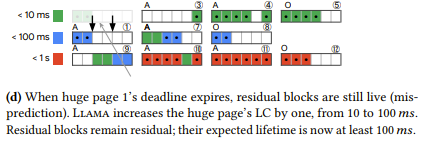 < 10 ms A ③ A ④ O ⑤
< 100 ms A ① A ⑦ O ⑧
< 1 s A ⑨ A ⑩ A ⑪ O ⑫
(d) When huge page 1's deadline expires, residual blocks are still live (mis-
prediction). LLAMA increases the huge page's LC by one, from 10 to 100 ms.
Residual blocks remain residual; their expected lifetime is now at least 100 ms.